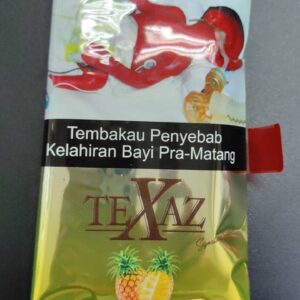 Tembakau Penyebab
Kelahiran Bayi Pra-Matang
TEXAZ